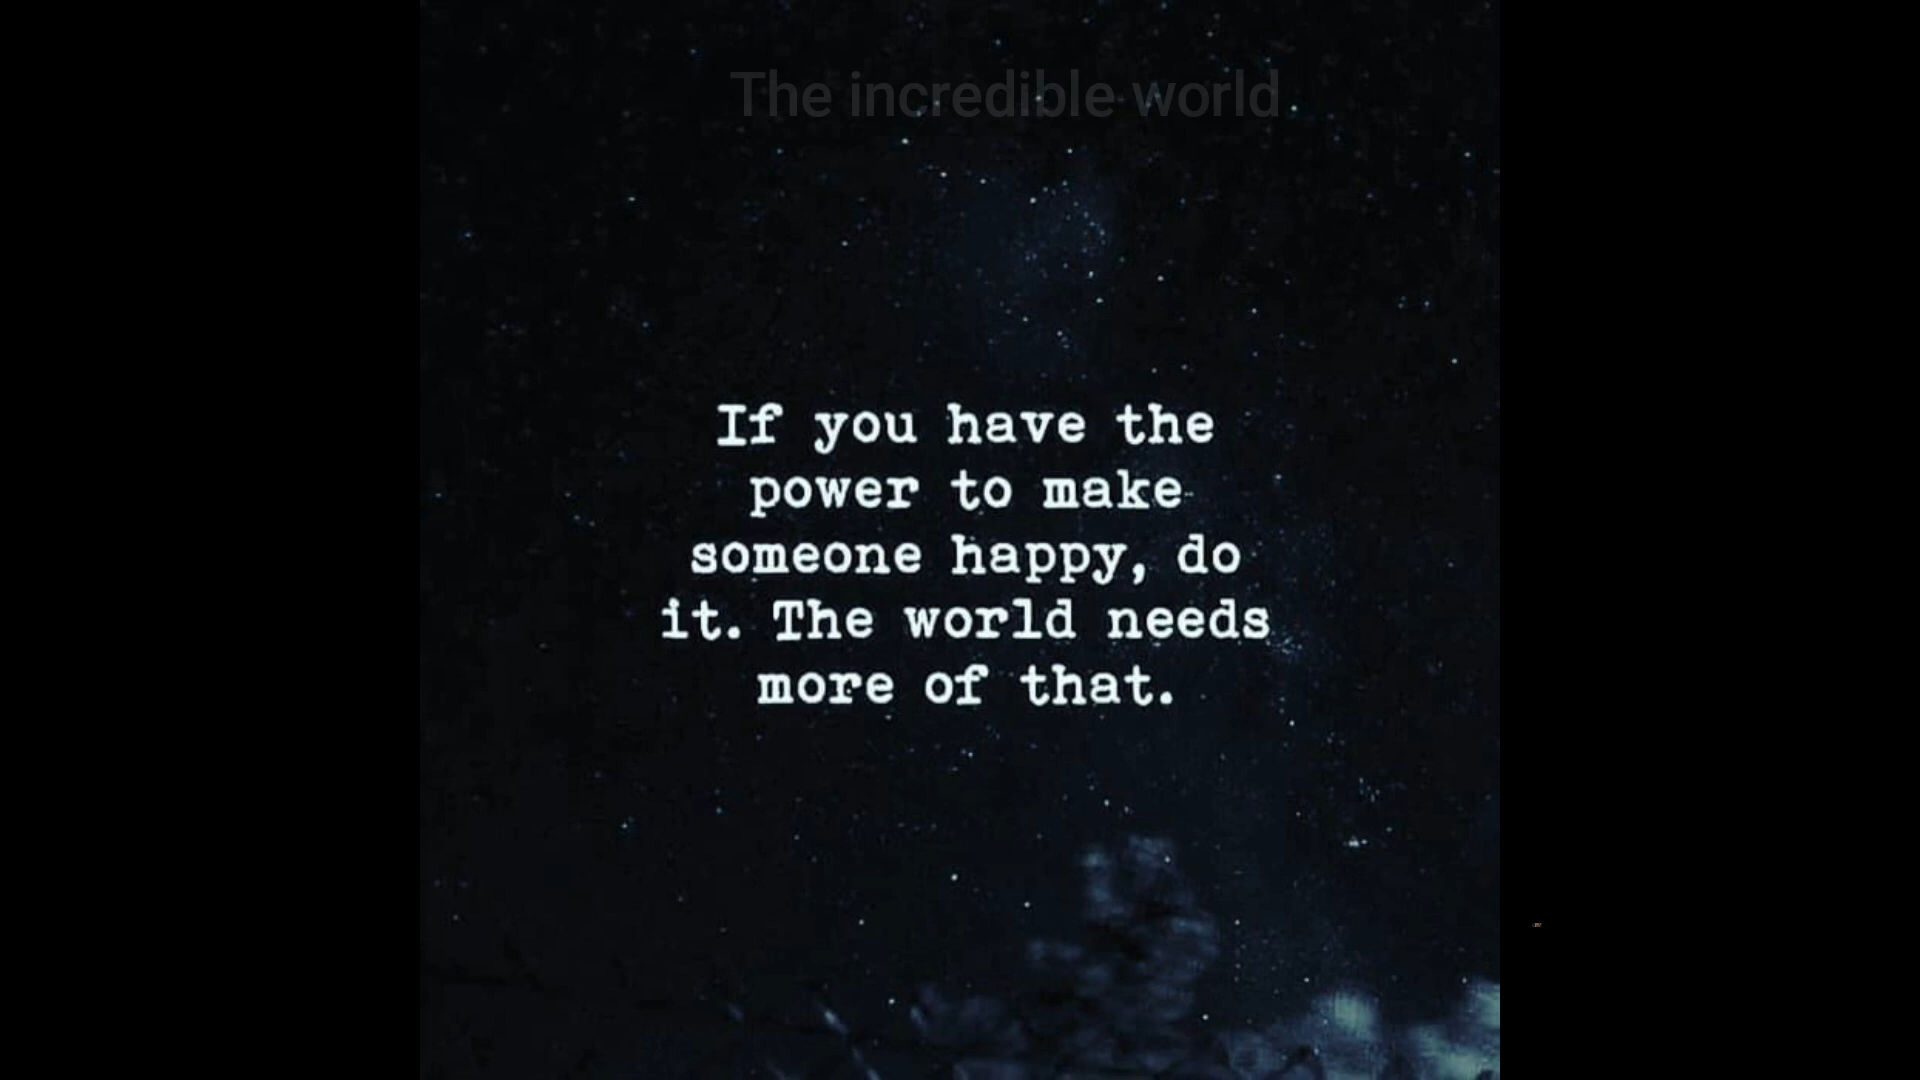 The incredible world
If you have the
power to make
someone happy, do
it. The world needs
more of that.